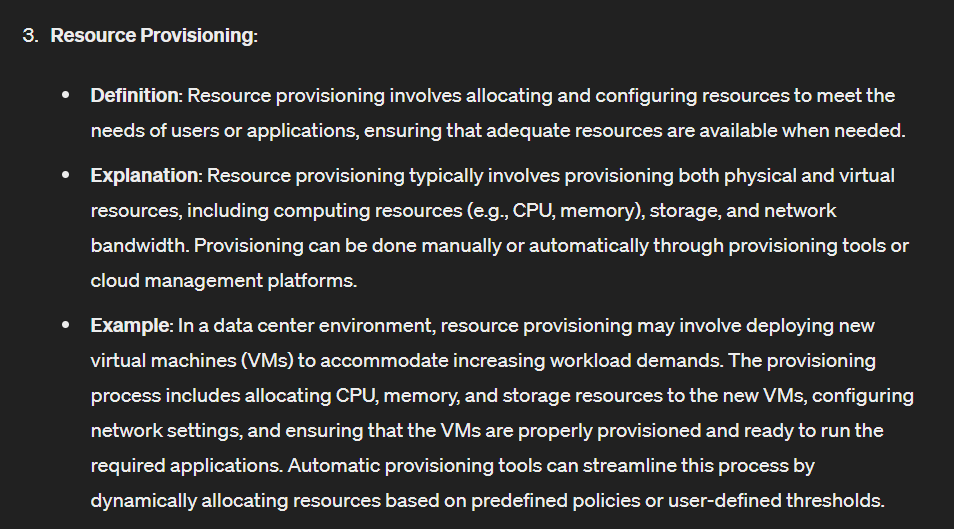 3. Resource Provisioning:
• Definition: Resource provisioning involves allocating and configuring resources to meet the
needs of users or applications, ensuring that adequate resources are available when needed.
• Explanation: Resource provisioning typically involves provisioning both physical and virtual
resources, including computing resources (e.g., CPU, memory), storage, and network
bandwidth. Provisioning can be done manually or automatically through provisioning tools or
cloud management platforms.
• Example: In a data center environment, resource provisioning may involve deploying new
virtual machines (VMs) to accommodate increasing workload demands. The provisioning
process includes allocating CPU, memory, and storage resources to the new VMs, configuring
network settings, and ensuring that the VMs are properly provisioned and ready to run the
required applications. Automatic provisioning tools can streamline this process by
dynamically allocating resources based on predefined policies or user-defined thresholds.